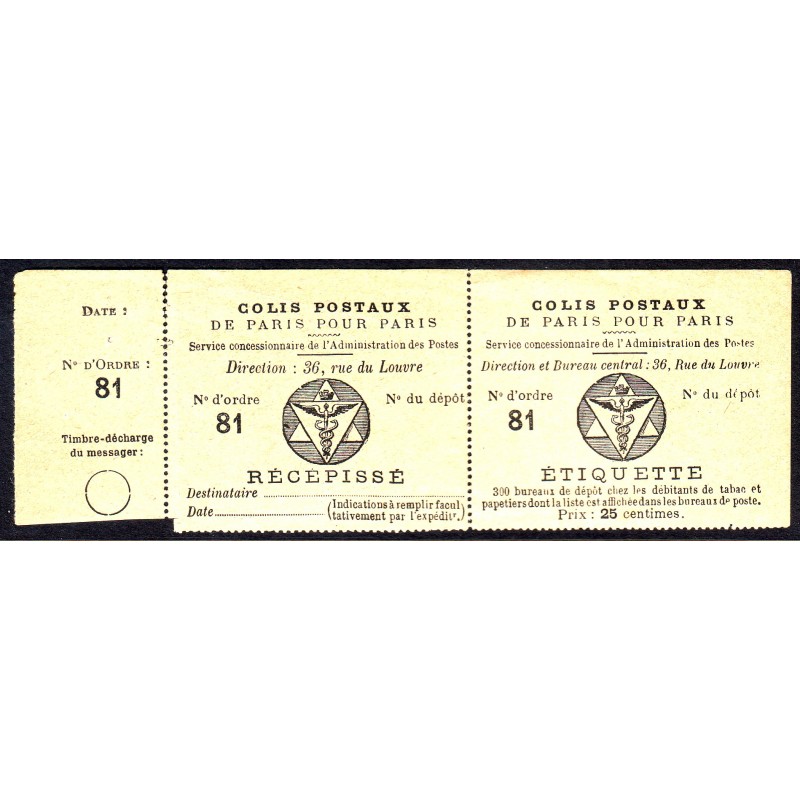 DATE :
N° D'ORDRE :
81
Timbre-décharge
du messager :
COLIS POSTAUX
DE PARIS POUR PARIS
Service concessionnaire de l'Administration des Postes
Direction : 36, rue du Louvre
N° d'ordre N° du dépôt
81
RÉCÉPISSÉ
Destinataire
Date (Indications à remplir facul
tativement par l'expéditr.)
COLIS POSTAUX
DE PARIS POUR PARIS
Service concessionnaire de l'Administration des Postes
Direction et Bureau central : 36, Rue du Louvre
N° d'ordre N° du dépôt
81
ÉTIQUETTE
300 bureaux de dépôt chez les débitants de tabac et
papetiers dont la liste est affichée dans les bureaux de poste.
Prix : 25 centimes.